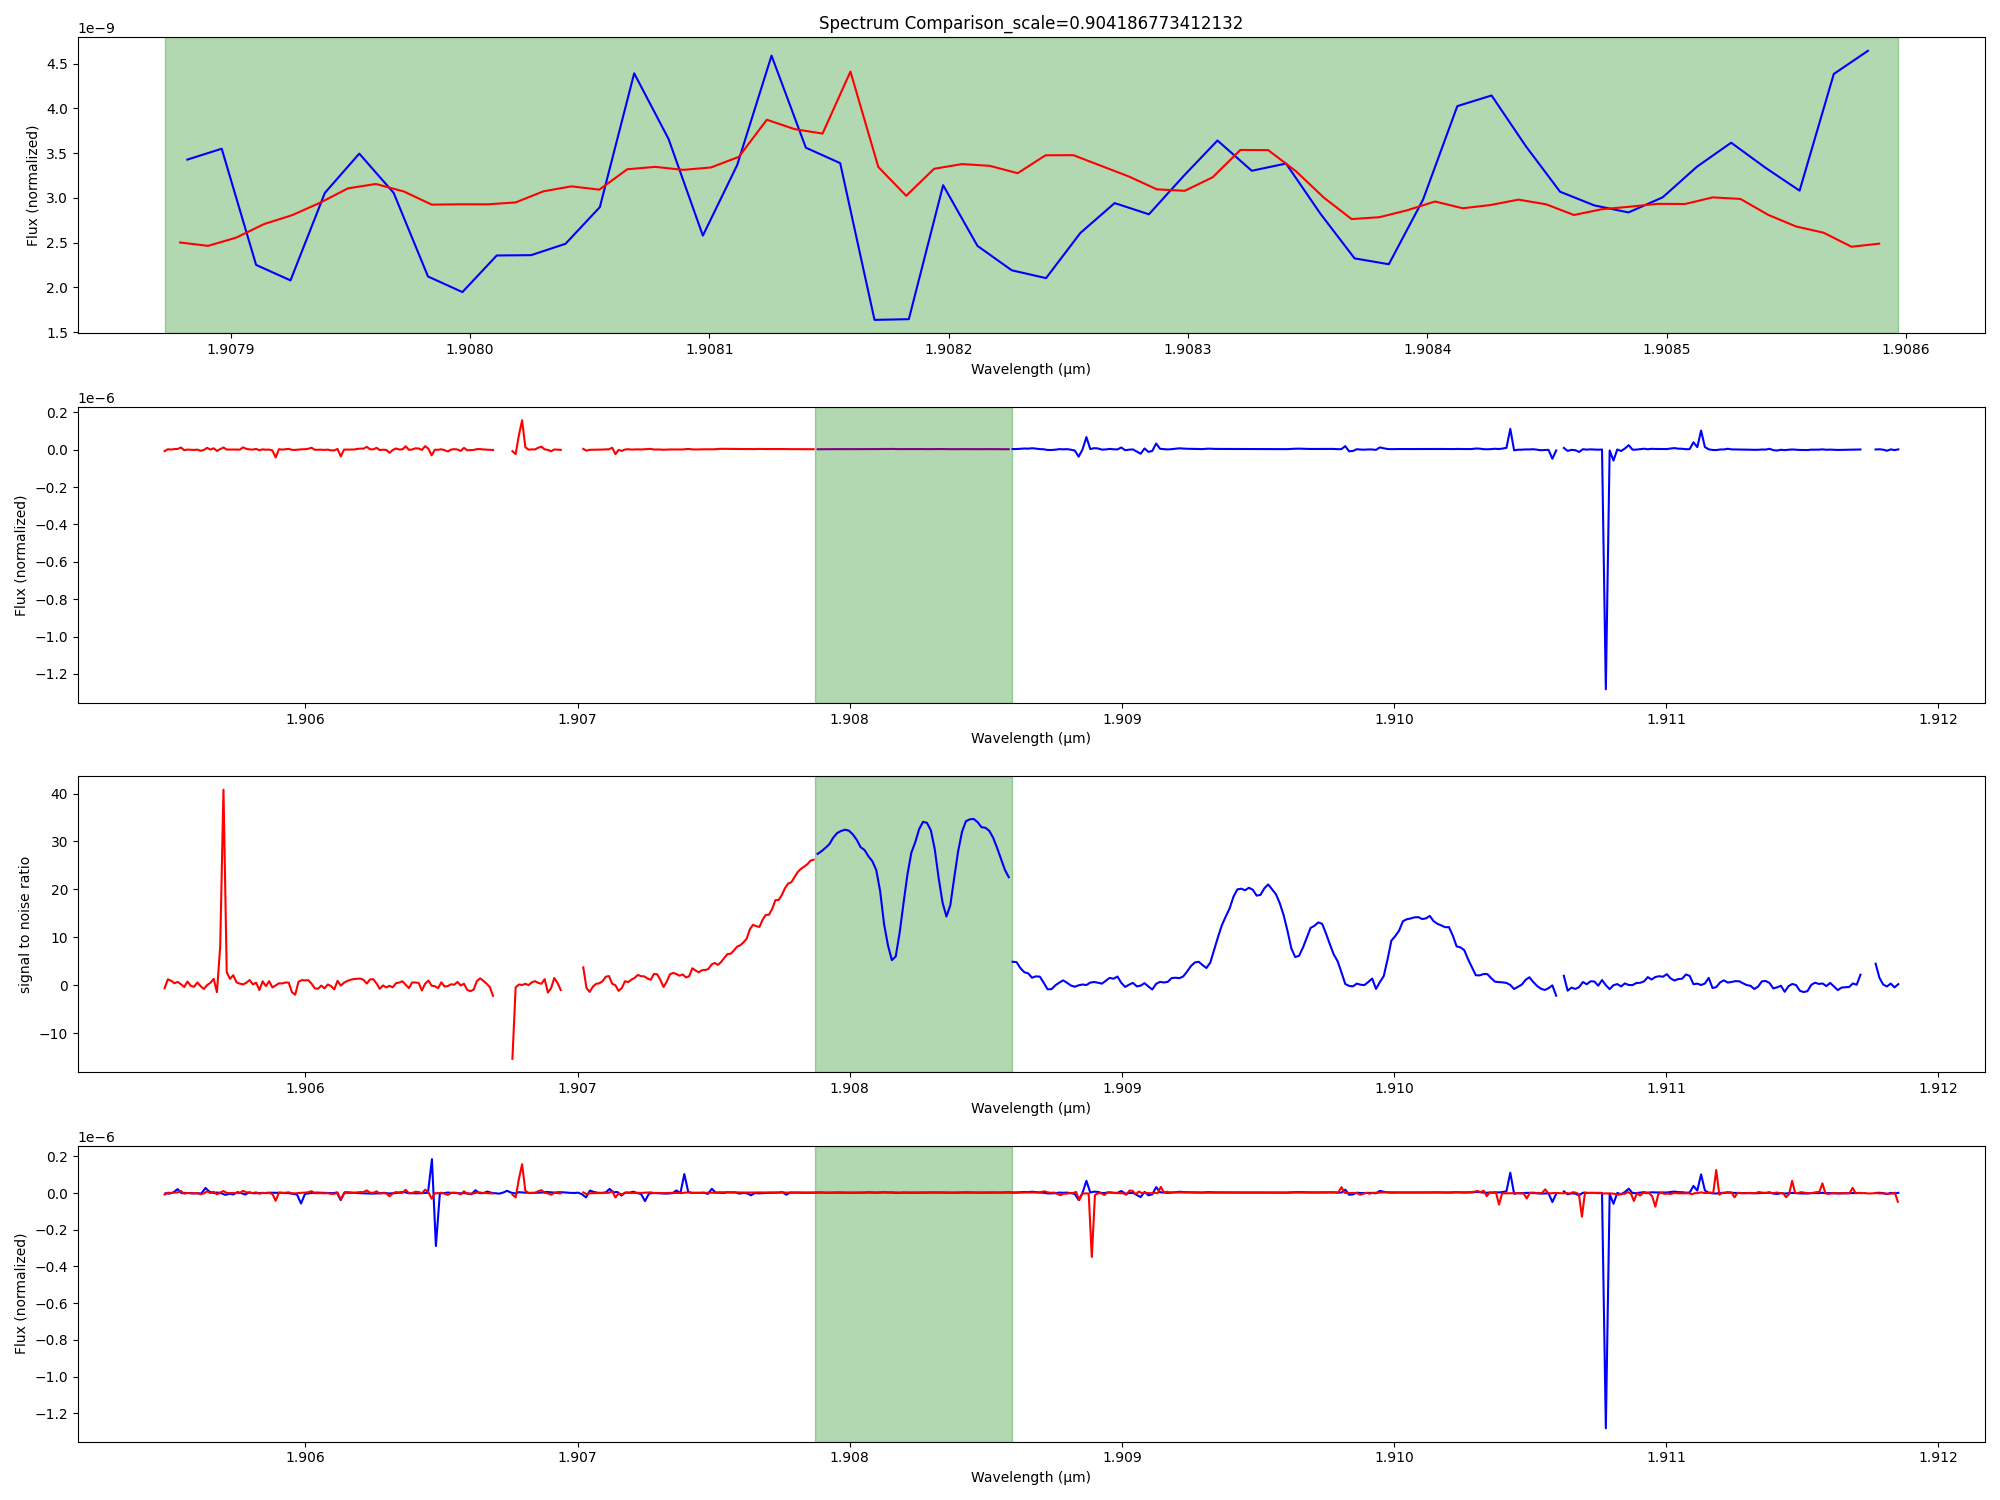 Spectrum Comparison_scale=0.904186773412132
1e−9
4.5
4.0
3.5
3.0
2.5
2.0
1.5
Flux (normalized)
1.9079 1.9080 1.9081 1.9082 1.9083 1.9084 1.9085 1.9086
Wavelength (μm)
1e−6
0.2
0.0
−0.2
−0.4
−0.6
−0.8
−1.0
−1.2
Flux (normalized)
1.906 1.907 1.908 1.909 1.910 1.911 1.912
Wavelength (μm)
40
30
20
10
0
−10
signal to noise ratio
1.906 1.907 1.908 1.909 1.910 1.911 1.912
Wavelength (μm)
1e−6
0.2
0.0
−0.2
−0.4
−0.6
−0.8
−1.0
−1.2
Flux (normalized)
1.906 1.907 1.908 1.909 1.910 1.911 1.912
Wavelength (μm)